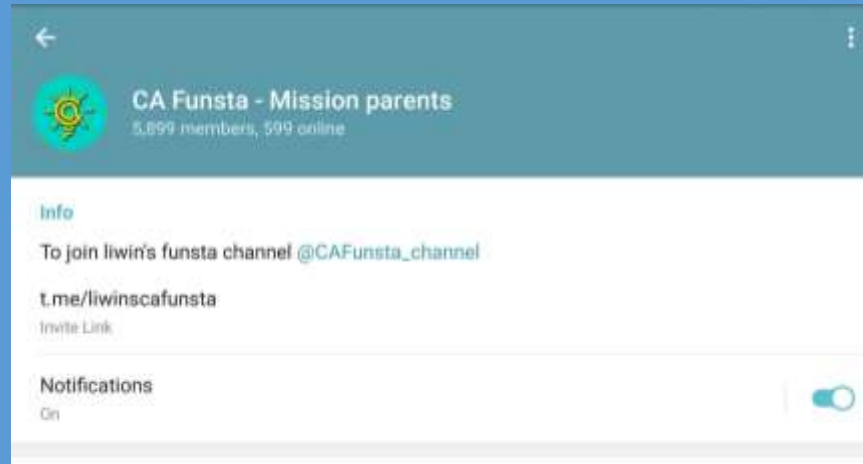 CA Funsta - Mission parents
5,899 members, 599 online
Info
To join liwin's funsta channel @CAFunsta_channel
t.me/liwinscafunsta
Invite Link
Notifications
On